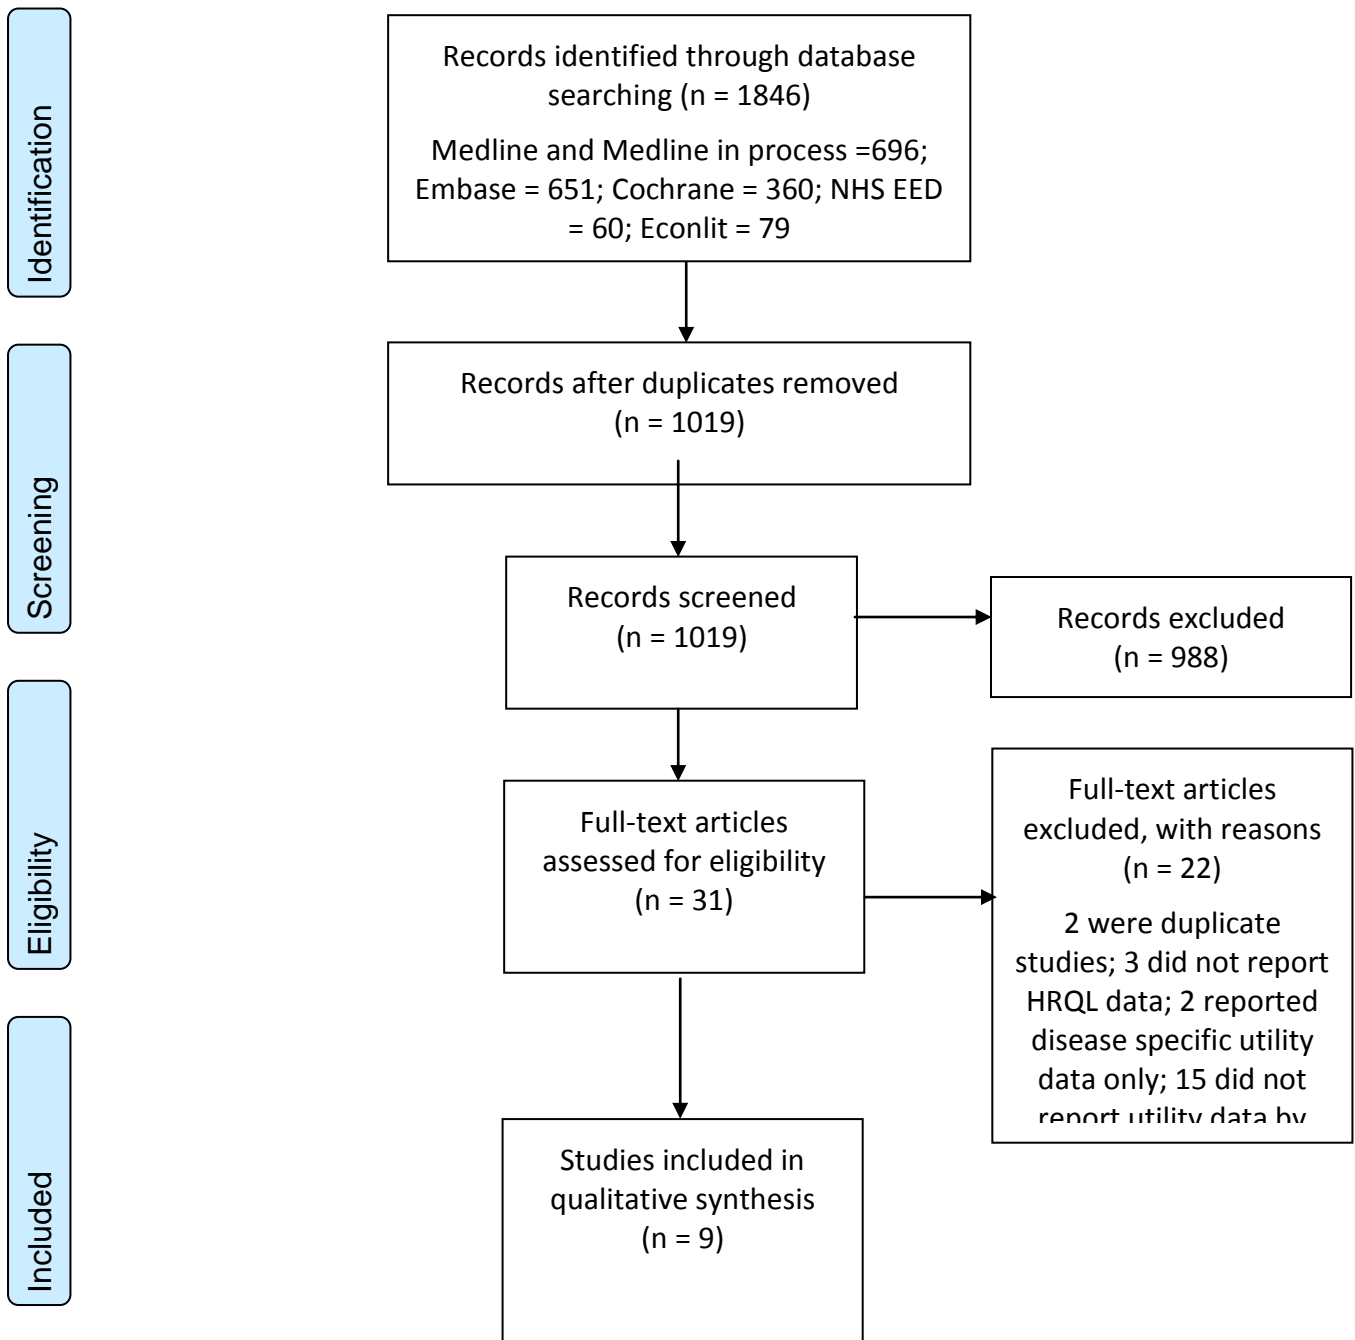 Identification
Records identified through database
searching (n = 1846)
Medline and Medline in process =696;
Embase = 651; Cochrane = 360; NHS EED
= 60; Econlit = 79
Screening
Records after duplicates removed
(n = 1019)
Records screened
(n = 1019)
Records excluded
(n = 988)
Eligibility
Full-text articles
assessed for eligibility
(n = 31)
Full-text articles
excluded, with reasons
(n = 22)
2 were duplicate
studies; 3 did not report
HRQL data; 2 reported
disease specific utility
data only; 15 did not
report utility data by
Included
Studies included in
qualitative synthesis
(n = 9)